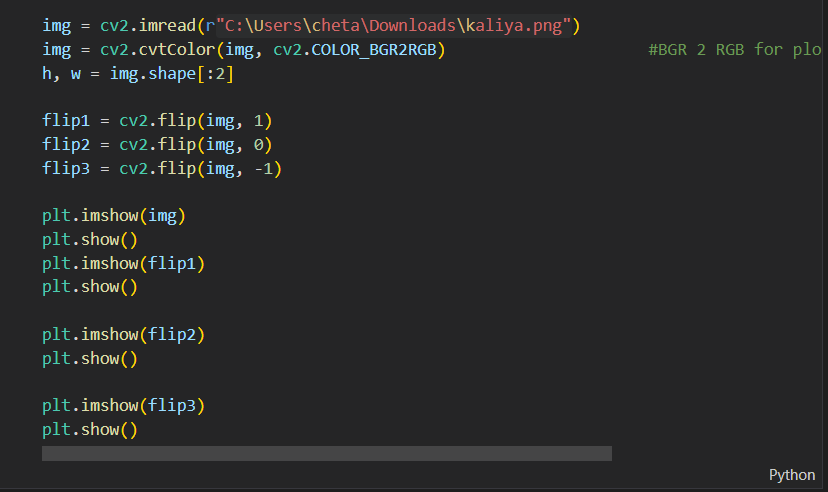 img = cv2.imread(r"C:\Users\cheta\Downloads\kaliya.png")
img = cv2.cvtColor(img, cv2.COLOR_BGR2RGB) #BGR 2 RGB for plo
h, w = img.shape[:2]
flip1 = cv2.flip(img, 1)
flip2 = cv2.flip(img, 0)
flip3 = cv2.flip(img, -1)
plt.imshow(img)
plt.show()
plt.imshow(flip1)
plt.show()
plt.imshow(flip2)
plt.show()
plt.imshow(flip3)
plt.show()
Python